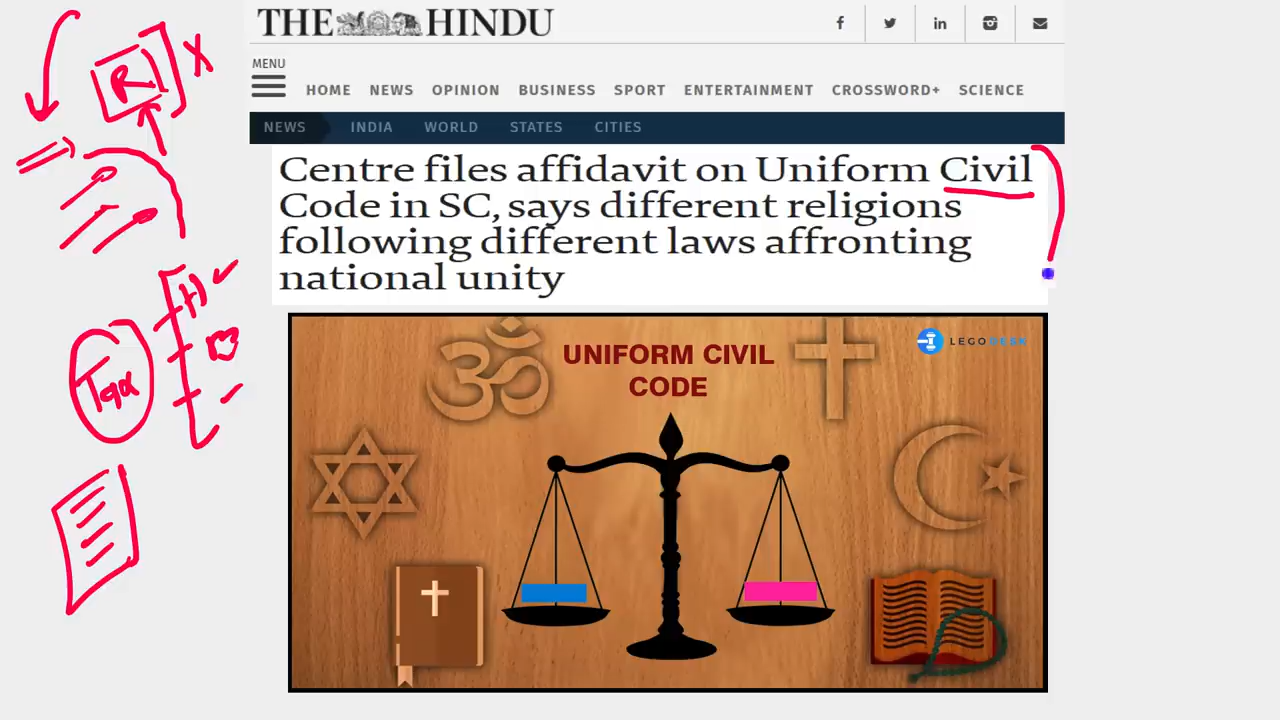 THE HINDU
MENU
HOME NEWS OPINION BUSINESS SPORT ENTERTAINMENT CROSSWORD+ SCIENCE
NEWS INDIA WORLD STATES CITIES
Centre files affidavit on Uniform Civil
Code in SC, says different religions
following different laws affronting
national unity
UNIFORM CIVIL
CODE
LEGODESK
R
H